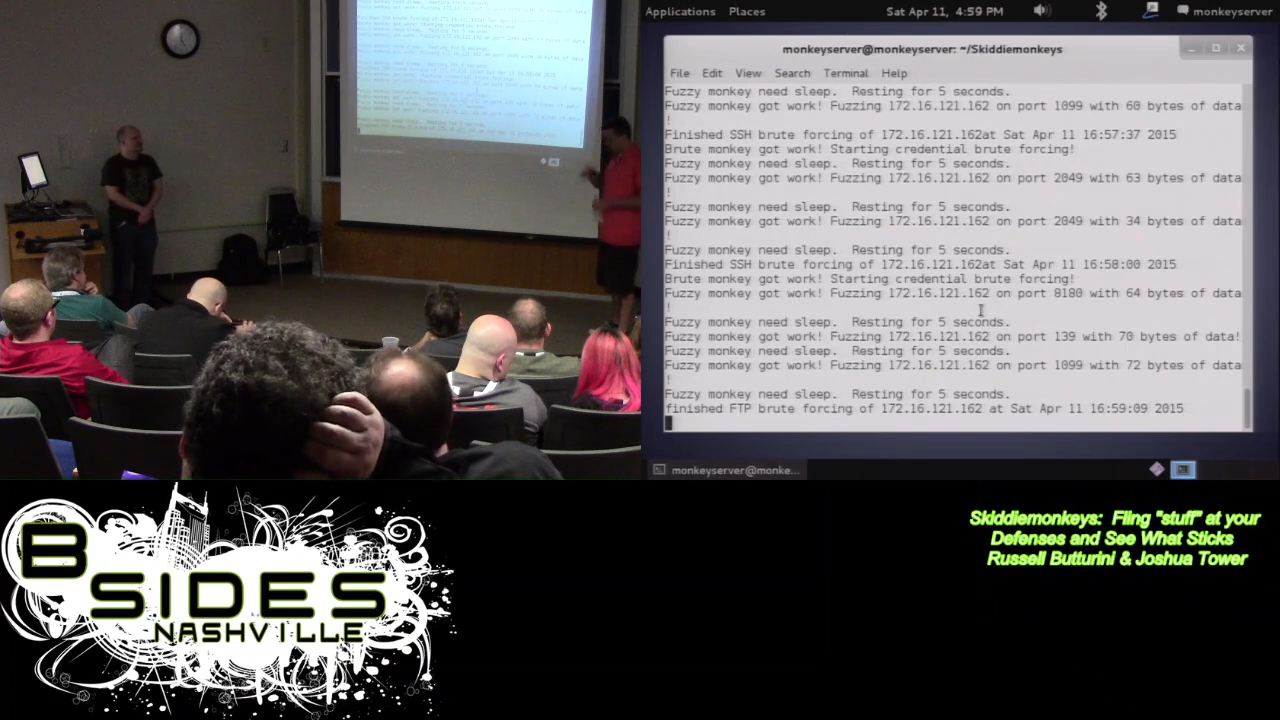 Applications Places Sat Apr 11, 4:59 PM monkeyserver
monkeyserver@monkeyserver: ~/Skiddiemonkeys
File Edit View Search Terminal Help
Fuzzy monkey need sleep.  Resting for 5 seconds.
Fuzzy monkey got work! Fuzzing 172.16.121.162 on port 1099 with 60 bytes of data
!
Finished SSH brute forcing of 172.16.121.162at Sat Apr 11 16:57:37 2015
Brute monkey got work! Starting credential brute forcing!
Fuzzy monkey need sleep.  Resting for 5 seconds.
Fuzzy monkey got work! Fuzzing 172.16.121.162 on port 2049 with 63 bytes of data
!
Fuzzy monkey need sleep.  Resting for 5 seconds.
Fuzzy monkey got work! Fuzzing 172.16.121.162 on port 2049 with 34 bytes of data
!
Fuzzy monkey need sleep.  Resting for 5 seconds.
Finished SSH brute forcing of 172.16.121.162at Sat Apr 11 16:58:00 2015
Brute monkey got work! Starting credential brute forcing!
Fuzzy monkey got work! Fuzzing 172.16.121.162 on port 8180 with 64 bytes of data
!
Fuzzy monkey need sleep.  Resting for 5 seconds.
Fuzzy monkey got work! Fuzzing 172.16.121.162 on port 139 with 70 bytes of data!
Fuzzy monkey need sleep.  Resting for 5 seconds.
Fuzzy monkey got work! Fuzzing 172.16.121.162 on port 1099 with 72 bytes of data
!
Fuzzy monkey need sleep.  Resting for 5 seconds.
finished FTP brute forcing of 172.16.121.162 at Sat Apr 11 16:59:09 2015
monkeyserver@monke...
B SIDES
NASHVILLE
Skiddiemonkeys:  Fling "stuff" at your
Defenses and See What Sticks
Russell Butturini & Joshua Tower